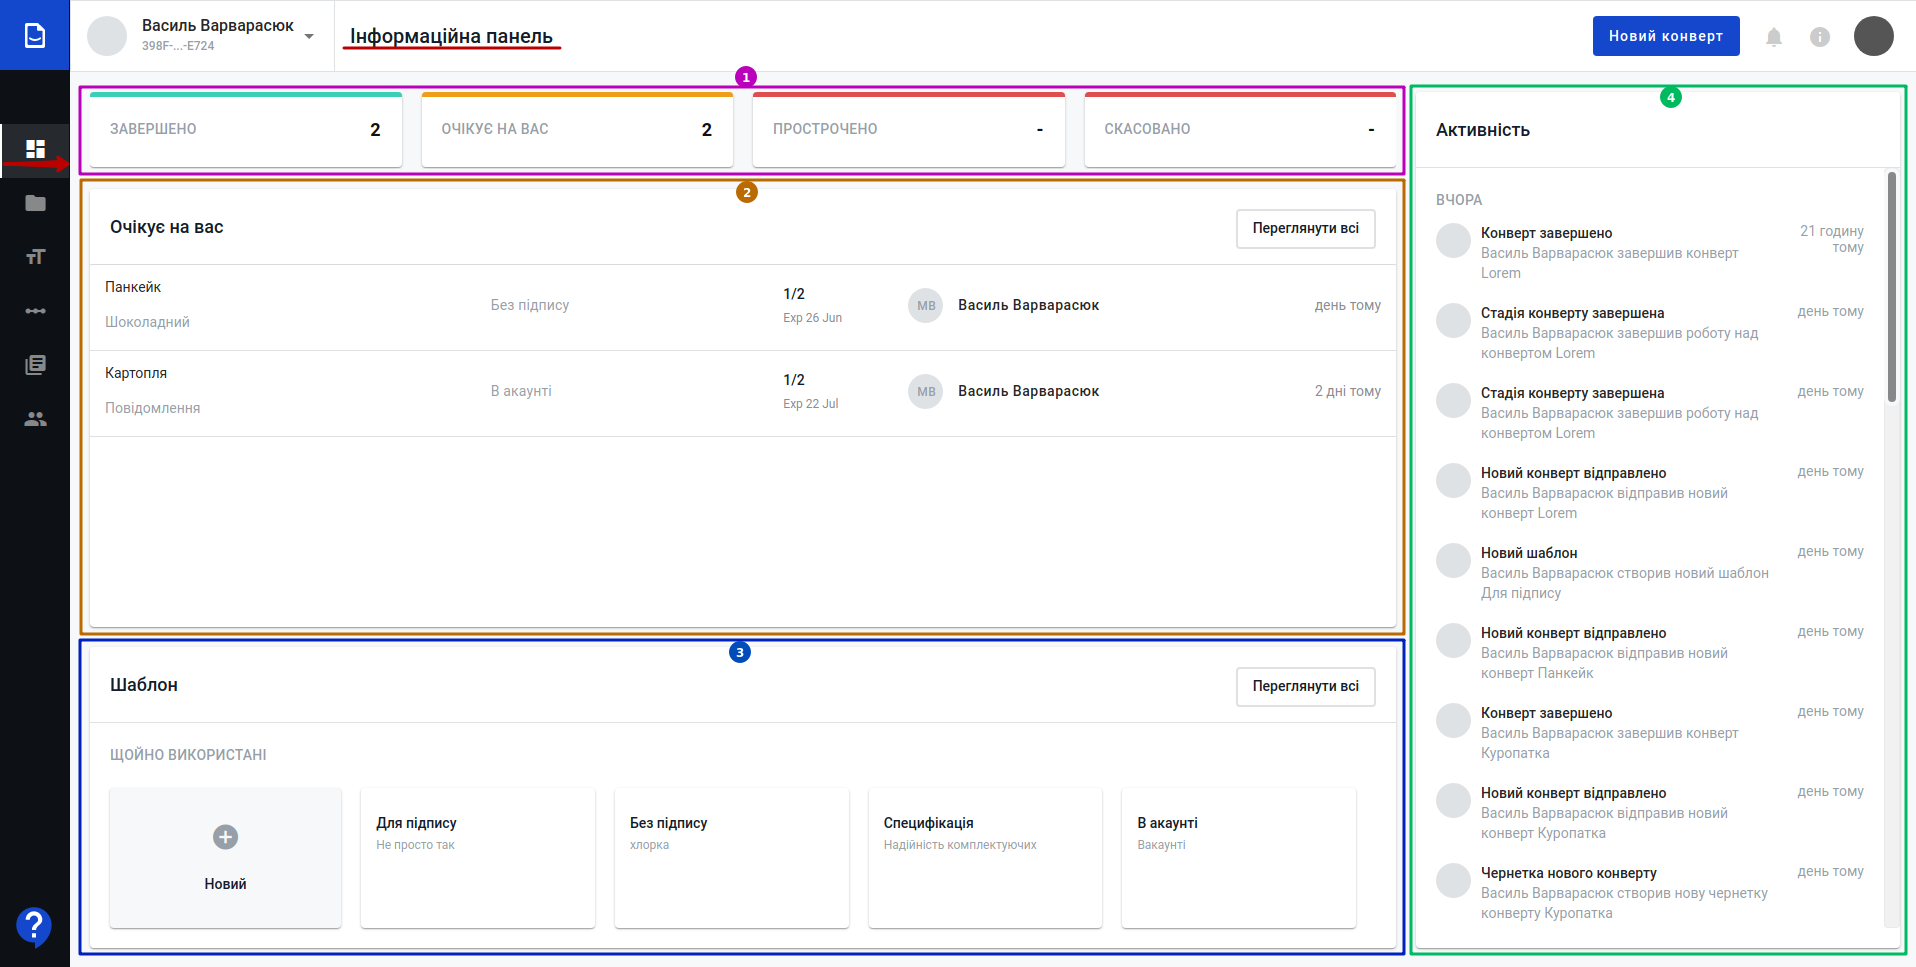 Василь Варварасюк
398F-...-E724
Інформаційна панель
Новий конверт
1
ЗАВЕРШЕНО 2
ОЧІКУЄ НА ВАС 2
ПРОСТРОЧЕНО -
СКАСОВАНО -
2
Очікує на вас
Переглянути всі
Панкейк
Шоколадний
Без підпису
1/2
Exp 26 Jun
МВ
Василь Варварасюк
день тому
Картопля
Повідомлення
В акаунті
1/2
Exp 22 Jul
МВ
Василь Варварасюк
2 дні тому
3
Шаблон
Переглянути всі
ЩОЙНО ВИКОРИСТАНІ
Новий
Для підпису
Не просто так
Без підпису
хлорка
Специфікація
Надійність комплектуючих
В акаунті
Вакаунті
4
Активність
ВЧОРА
Конверт завершено
Василь Варварасюк завершив конверт
Lorem
21 годину
тому
Стадія конверту завершена
Василь Варварасюк завершив роботу над
конвертом Lorem
день тому
Стадія конверту завершена
Василь Варварасюк завершив роботу над
конвертом Lorem
день тому
Новий конверт відправлено
Василь Варварасюк відправив новий
конверт Lorem
день тому
Новий шаблон
Василь Варварасюк створив новий шаблон
Для підпису
день тому
Новий конверт відправлено
Василь Варварасюк відправив новий
конверт Панкейк
день тому
Конверт завершено
Василь Варварасюк завершив конверт
Куропатка
день тому
Новий конверт відправлено
Василь Варварасюк відправив новий
конверт Куропатка
день тому
Чернетка нового конверту
Василь Варварасюк створив нову чернетку
конверту Куропатка
день тому
?